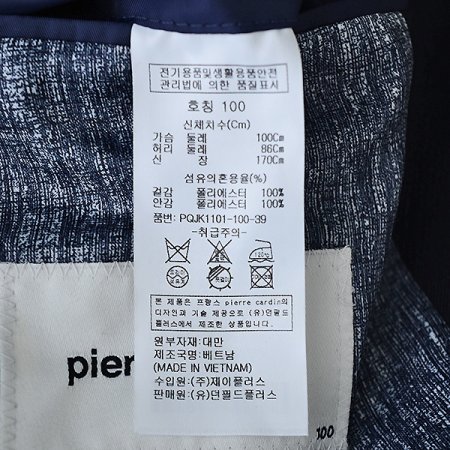 전기용품및생활용품안전
관리법에 의한 품질표시
호칭 100
신체치수(Cm)
가슴 둘레 100Cm
허리 둘레 86Cm
신 장 170Cm
섬유의혼용율(%)
겉감 폴리에스터 100%
안감 폴리에스터 100%
품번: PQJK1101-100-39
-취급주의-
본 제품은 프랑스 pierre cardin의
디자인과 기술 제공으로 (유)던필드
플러스에서 제조한 상품입니다.
원부자재: 대만
제조국명: 베트남
(MADE IN VIETNAM)
수입원: (주)제이플러스
판매원: (유)던필드플러스
pier
100